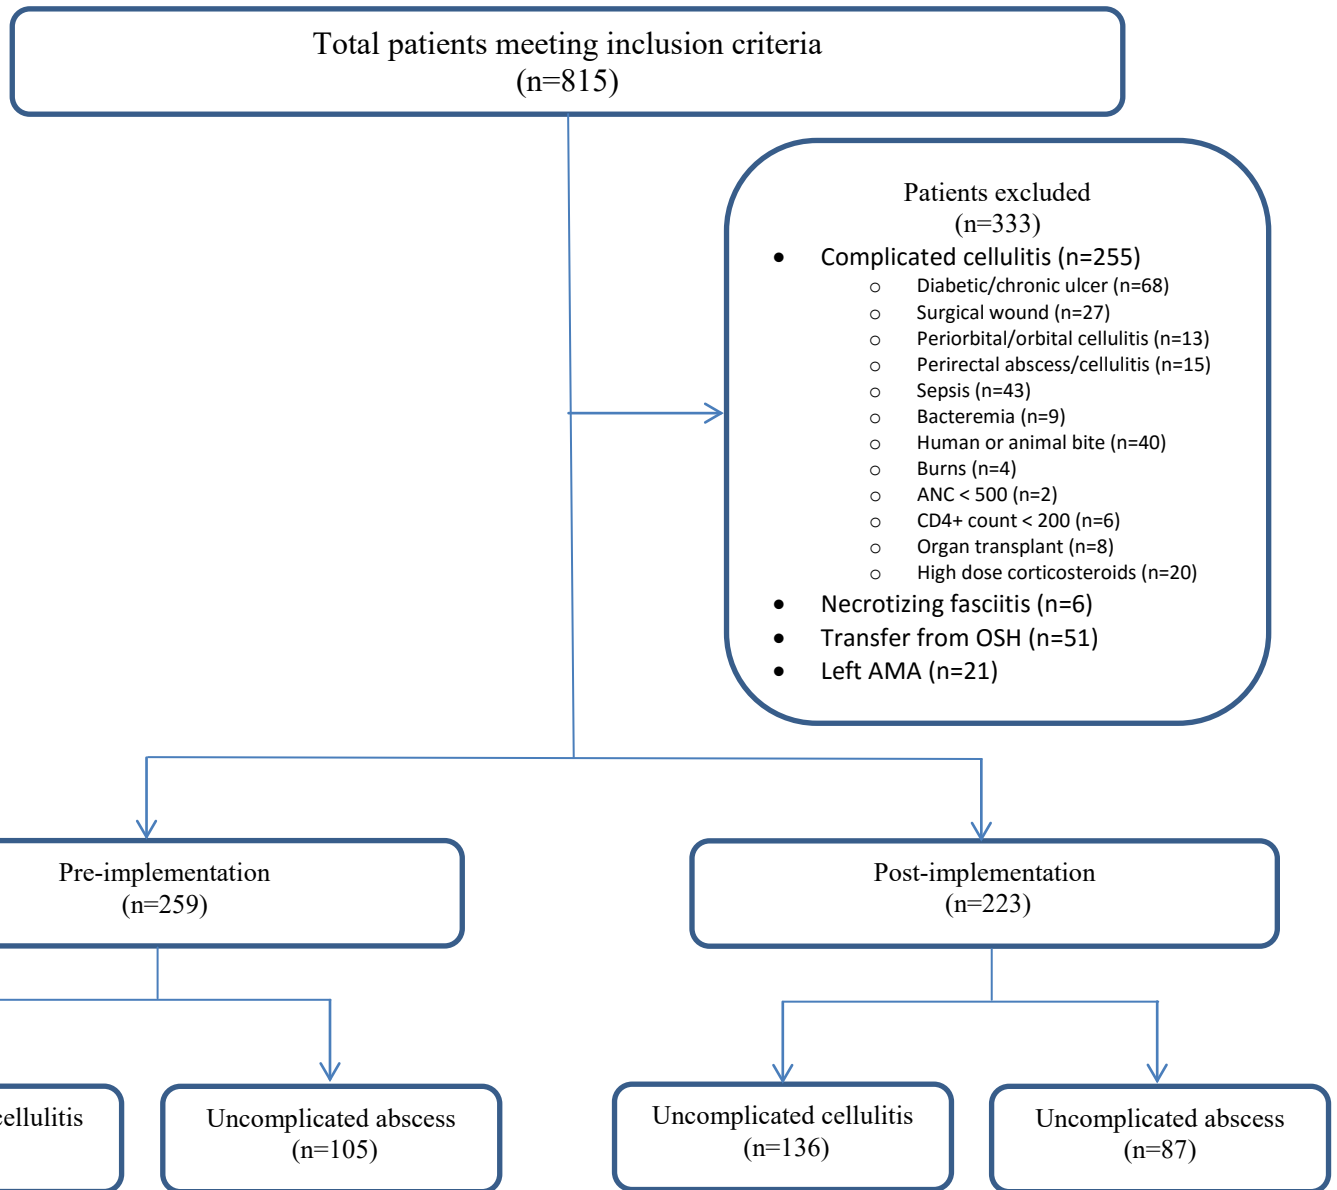 Total patients meeting inclusion criteria
(n=815)
Patients excluded
(n=333)
• Complicated cellulitis (n=255)
o Diabetic/chronic ulcer (n=68)
o Surgical wound (n=27)
o Periorbital/orbital cellulitis (n=13)
o Perirectal abscess/cellulitis (n=15)
o Sepsis (n=43)
o Bacteremia (n=9)
o Human or animal bite (n=40)
o Burns (n=4)
o ANC < 500 (n=2)
o CD4+ count < 200 (n=6)
o Organ transplant (n=8)
o High dose corticosteroids (n=20)
• Necrotizing fasciitis (n=6)
• Transfer from OSH (n=51)
• Left AMA (n=21)
Pre-implementation
(n=259)
Post-implementation
(n=223)
cellulitis
Uncomplicated abscess
(n=105)
Uncomplicated cellulitis
(n=136)
Uncomplicated abscess
(n=87)